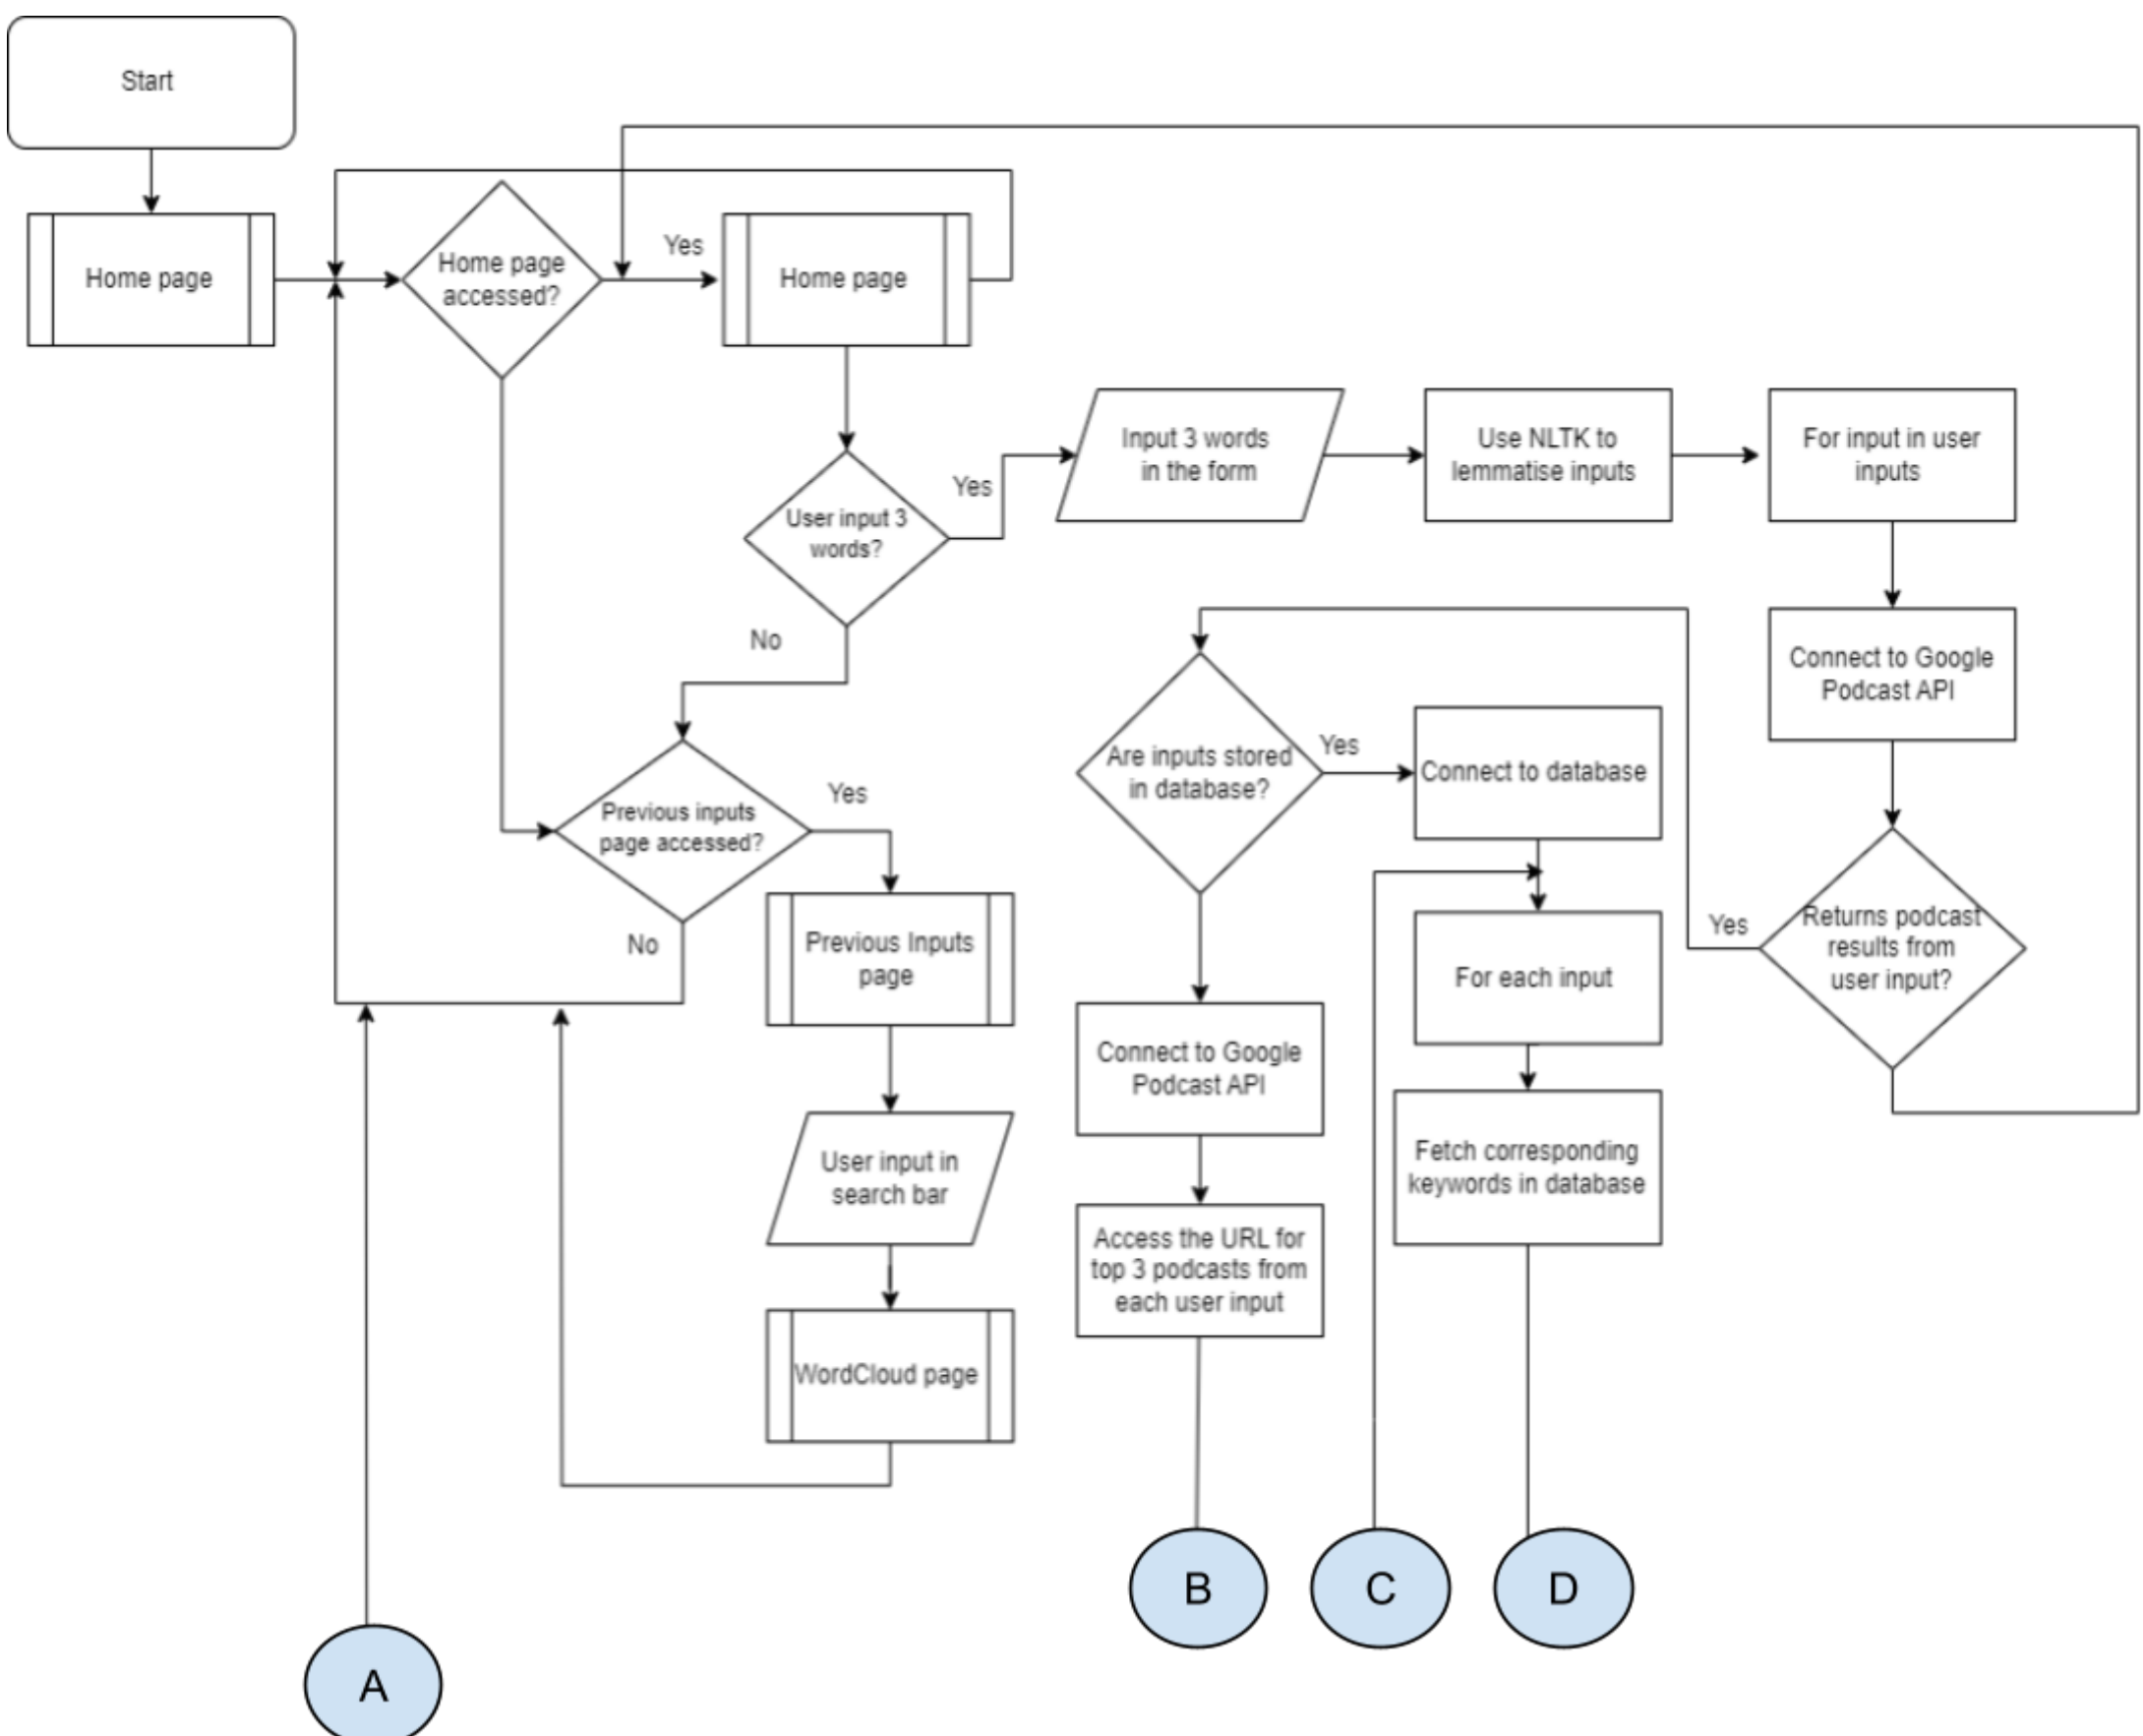 Start
Home page
Home page
accessed?
Yes
Home page
User input 3
words?
Yes
Input 3 words
in the form
Use NLTK to
lemmatise inputs
For input in user
inputs
No
Connect to Google
Podcast API
Are inputs stored
in database?
Yes
Connect to database
Previous inputs
page accessed?
Yes
No
Previous Inputs
page
For each input
Yes
Returns podcast
results from
user input?
Connect to Google
Podcast API
User input in
search bar
Fetch corresponding
keywords in database
Access the URL for
top 3 podcasts from
each user input
WordCloud page
B
C
D
A